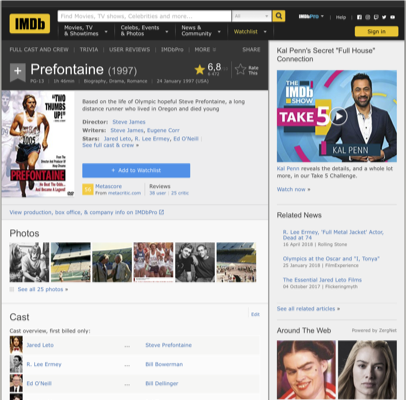 IMDb
Find Movies, TV shows, Celebrities and more...
All
IMDbPro
Help
Movies, TV
& Showtimes
Celebs, Events
& Photos
News &
Community
Watchlist
Sign in
FULL CAST AND CREW | TRIVIA | USER REVIEWS | IMDbPro | MORE
SHARE
Prefontaine (1997)
PG-13 | 1h 46min | Biography, Drama, Romance | 24 January 1997 (USA)
6,8
Rate
This
"TWO
THUMBS
UP!"
PREFONTAINE
Based on the life of Olympic hopeful Steve Prefontaine, a long
distance runner who lived in Oregon and died young
Director: Steve James
Writers: Steve James, Eugene Corr
Stars: Jared Leto, R. Lee Ermey, Ed O'Neill |
See full cast & crew »
+ Add to Watchlist
Metascore
From metacritic.com
Reviews
38 user | 25 critic
View production, box office, & company info on IMDbPro
Photos
See all 25 photos »
Cast
Edit
Cast overview, first billed only:
Jared Leto ... Steve Prefontaine
R. Lee Ermey ... Bill Bowerman
Ed O'Neill ... Bill Dellinger
Kal Penn's Secret "Full House"
Connection
THE
IMDb
SHOW
TAKE 5
KAL PENN
Kal Penn reveals the details, and a whole lot
more, in our Take 5 Challenge.
Watch now »
Related News
R. Lee Ermey, 'Full Metal Jacket' Actor,
Dead at 74
16 April 2018 | Rolling Stone
Olympics at the Oscar and "I, Tonya"
25 January 2018 | FilmExperience
The Essential Jared Leto Films
04 October 2017 | Flickeringmyth
See all related articles »
Around The Web
Powered by ZergNet